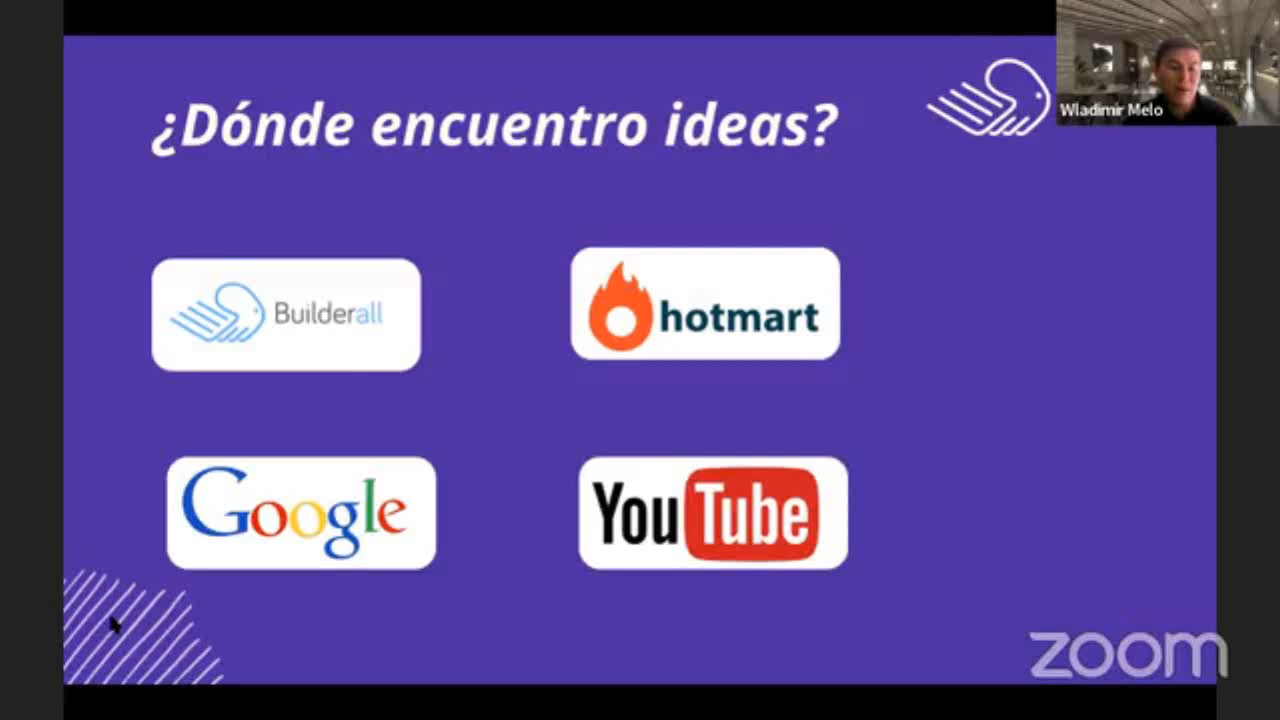 ¿Dónde encuentro ideas?
Wladimir Melo
Builderall
hotmart
Google
YouTube
zoom